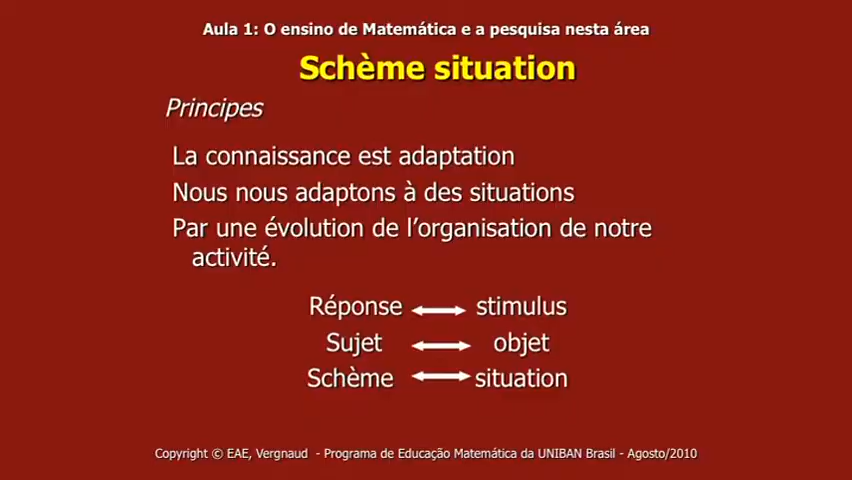 Aula 1: O ensino de Matemática e a pesquisa nesta área
Schème situation
Principes
La connaissance est adaptation
Nous nous adaptons à des situations
Par une évolution de l’organisation de notre
activité.
Réponse stimulus
Sujet objet
Schème situation
Copyright © EAE, Vergnaud - Programa de Educação Matemática da UNIBAN Brasil - Agosto/2010